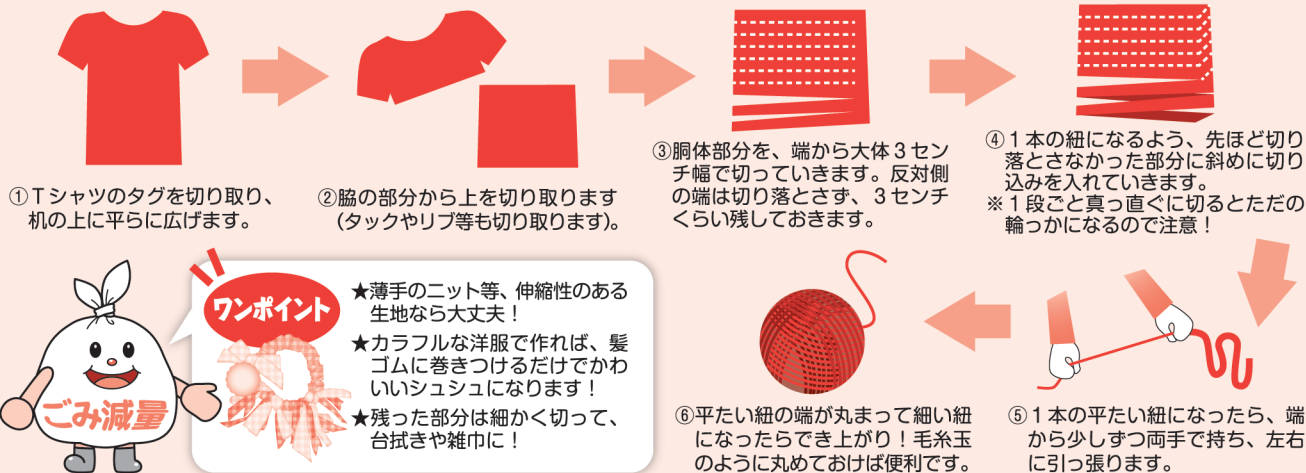 ①Tシャツのタグを切り取り、
机の上に平らに広げます。
②脇の部分から上を切り取ります
（タックやリブ等も切り取ります）。
③胴体部分を、端から大体3セン
チ幅で切っていきます。反対側
の端は切り落とさず、3センチ
くらい残しておきます。
④1本の紐になるよう、先ほど切り
落とさなかった部分に斜めに切り
込みを入れていきます。
※1段ごと真っ直ぐに切るとただの
輪っかになるので注意！
⑤1本の平たい紐になったら、端
から少しずつ両手で持ち、左右
に引っ張ります。
⑥平たい紐の端が丸まって細い紐
になったらでき上がり！毛糸玉
のように丸めておけば便利です。
ごみ減量
ワンポイント
★薄手のニット等、伸縮性のある
生地なら大丈夫！
★カラフルな洋服で作れば、髪
ゴムに巻きつけるだけでかわ
いいシュシュになります！
★残った部分は細かく切って、
台拭きや雑巾に！